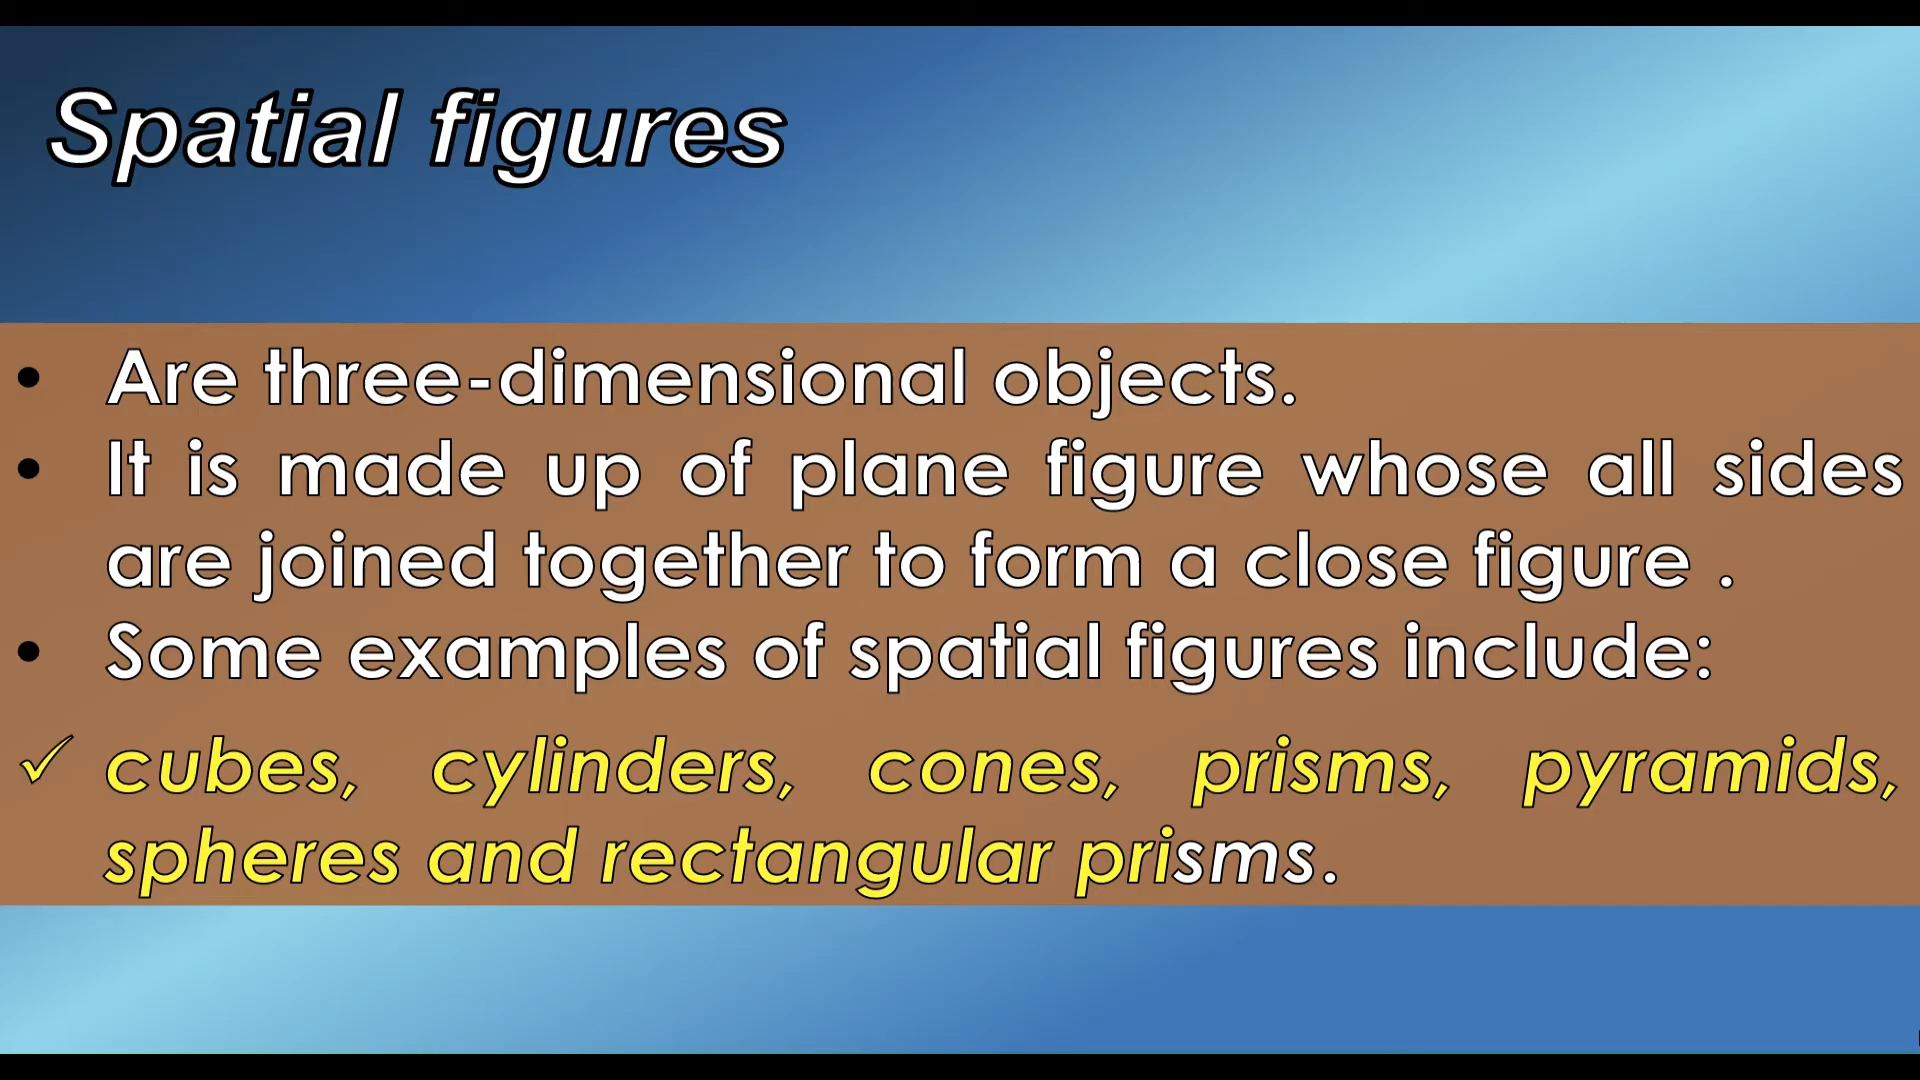 Spatial figures
• Are three-dimensional objects.
• It is made up of plane figure whose all sides
are joined together to form a close figure .
• Some examples of spatial figures include:
✓ cubes, cylinders, cones, prisms, pyramids,
spheres and rectangular prisms.